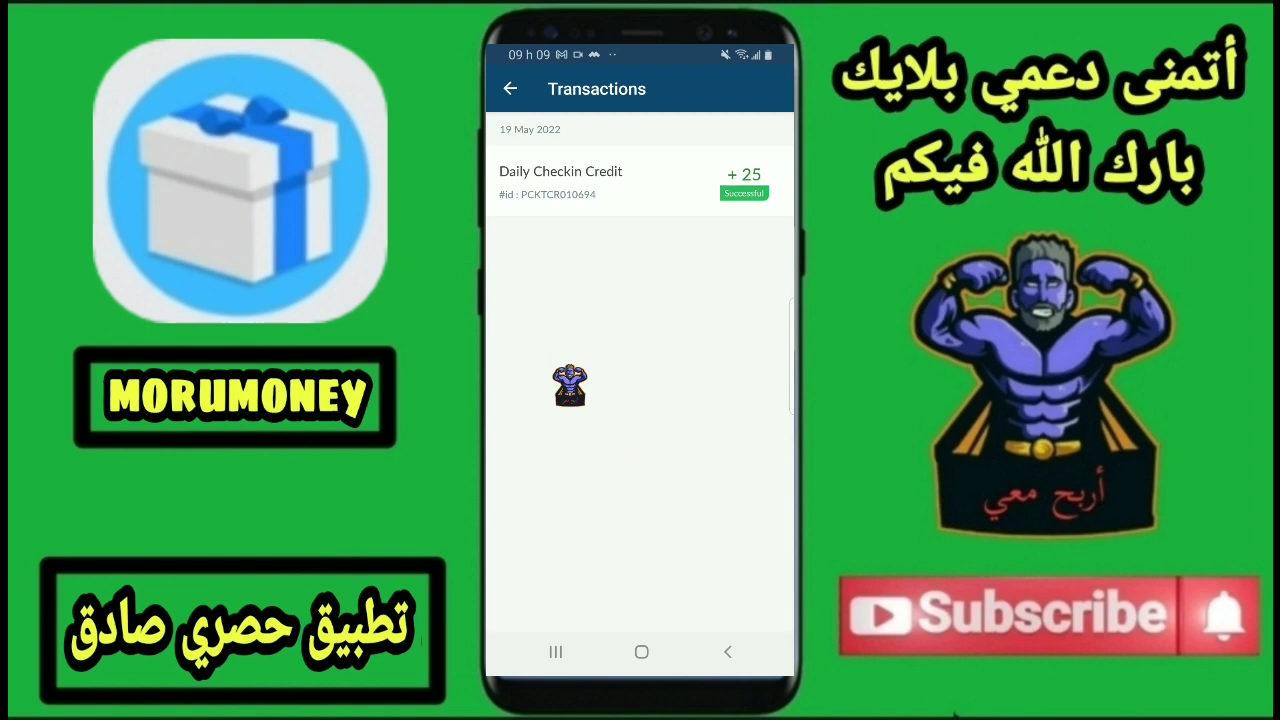 09 h 09
Transactions
19 May 2022
Daily Checkin Credit
+ 25
#id : PCKTCR010694
Successful
MORUMONEY
تطبيق حصري صادق
أتمنى دعمي بلايك
بارك الله فيكم
أربح معي
Subscribe